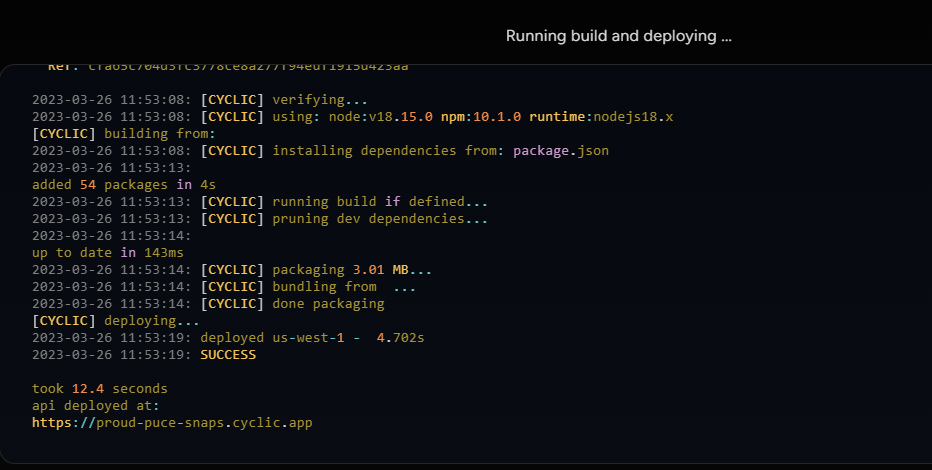 Running build and deploying ...
Ref:
2023-03-26 11:53:08: [CYCLIC] verifying...
2023-03-26 11:53:08: [CYCLIC] using: node:v18.15.0 npm:10.1.0 runtime:nodejs18.x
[CYCLIC] building from:
2023-03-26 11:53:08: [CYCLIC] installing dependencies from: package.json
2023-03-26 11:53:13:
added 54 packages in 4s
2023-03-26 11:53:13: [CYCLIC] running build if defined...
2023-03-26 11:53:13: [CYCLIC] pruning dev dependencies...
2023-03-26 11:53:14:
up to date in 143ms
2023-03-26 11:53:14: [CYCLIC] packaging 3.01 MB...
2023-03-26 11:53:14: [CYCLIC] bundling from  ...
2023-03-26 11:53:14: [CYCLIC] done packaging
[CYCLIC] deploying...
2023-03-26 11:53:19: deployed us-west-1 -  4.702s
2023-03-26 11:53:19: SUCCESS
took 12.4 seconds
api deployed at:
https://proud-puce-snaps.cyclic.app